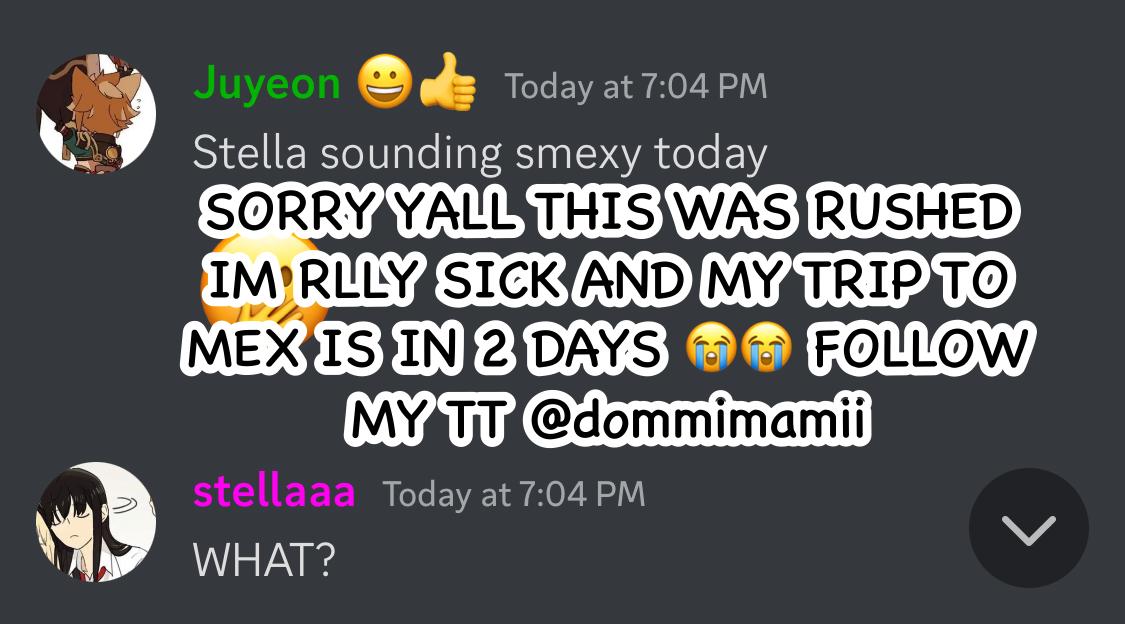 Juyeon 😀👍 Today at 7:04 PM
Stella sounding smexy today
SORRY YALL THIS WAS RUSHED
IM RLLY SICK AND MY TRIP TO
MEX IS IN 2 DAYS 😭😭 FOLLOW
MY TT @dommimamii
stellaaa Today at 7:04 PM
WHAT?